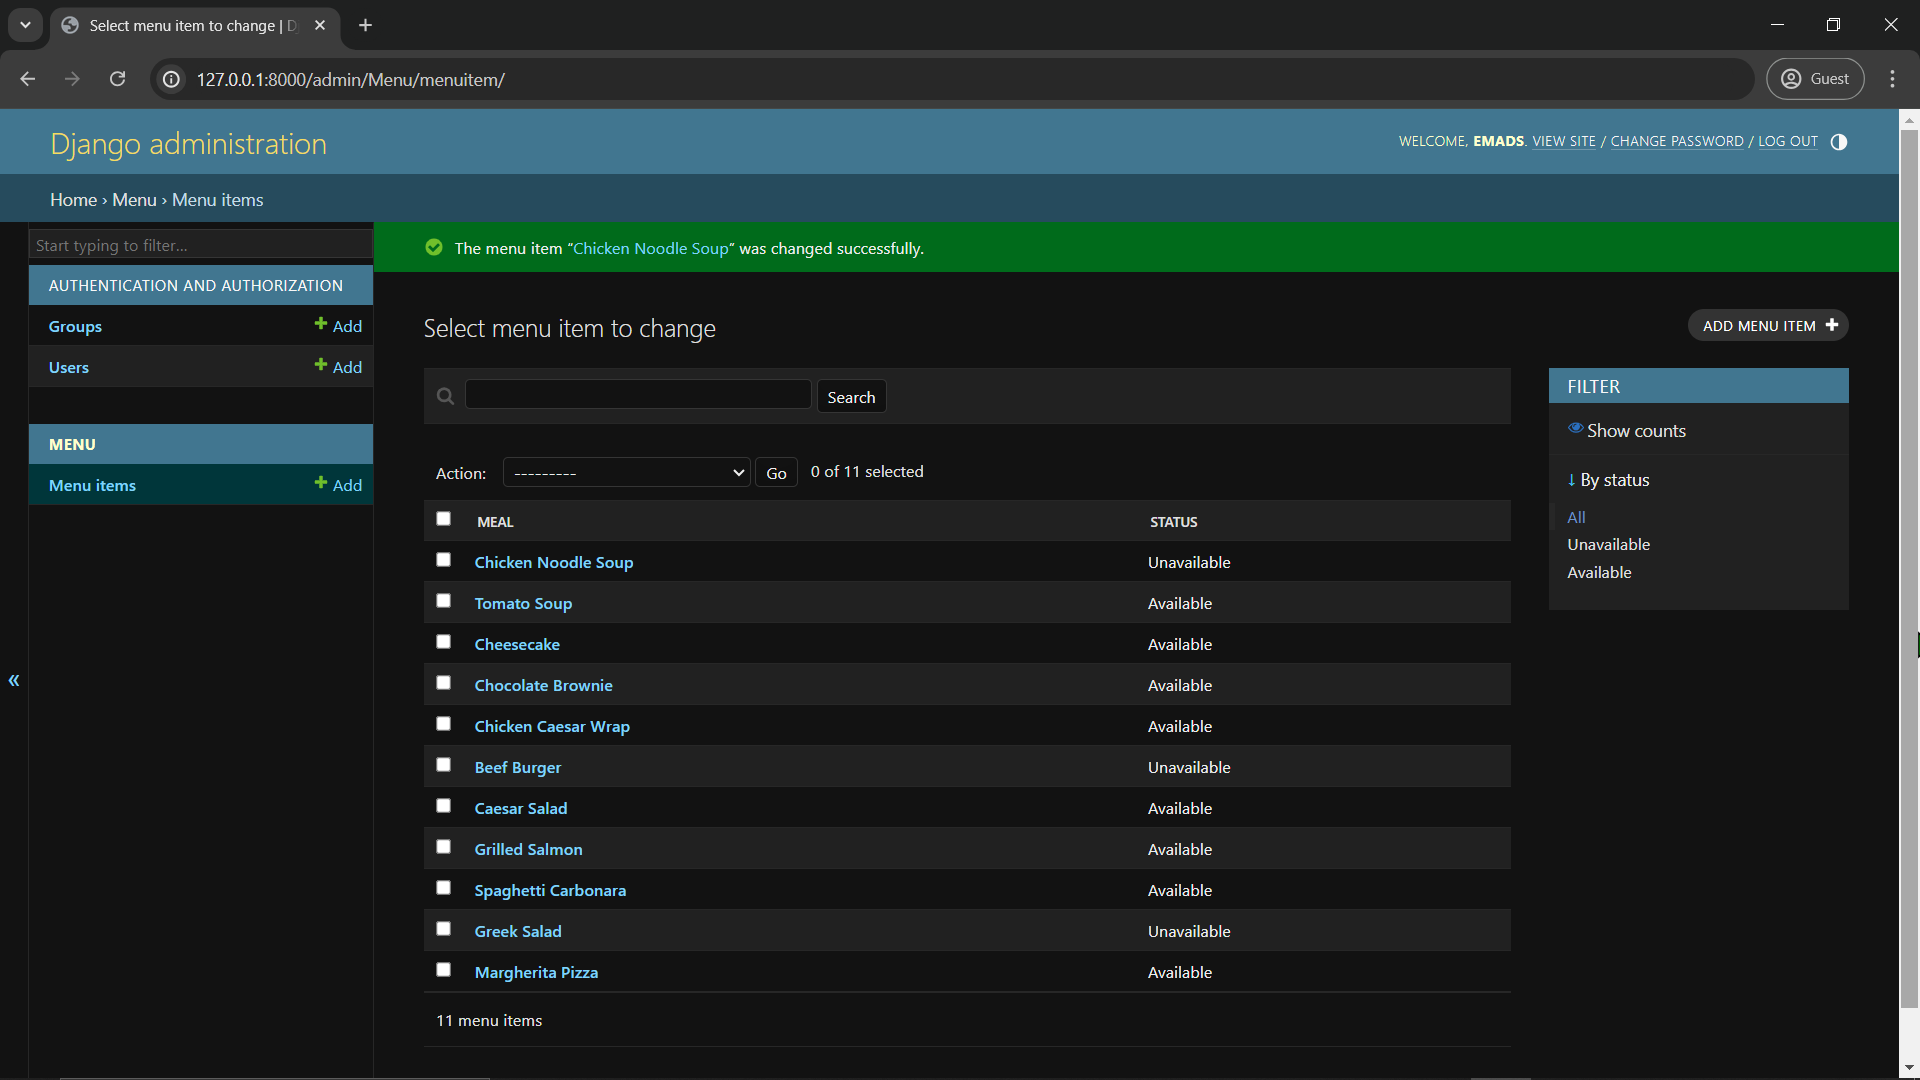 Select menu item to change | D
127.0.0.1:8000/admin/Menu/menuitem/
Guest
Django administration
WELCOME, EMADS. VIEW SITE / CHANGE PASSWORD / LOG OUT
Home › Menu › Menu items
Start typing to filter...
AUTHENTICATION AND AUTHORIZATION
Groups
Add
Users
Add
MENU
Menu items
Add
The menu item “Chicken Noodle Soup” was changed successfully.
Select menu item to change
ADD MENU ITEM
Search
Action: --------- Go 0 of 11 selected
MEAL STATUS
Chicken Noodle Soup Unavailable
Tomato Soup Available
Cheesecake Available
Chocolate Brownie Available
Chicken Caesar Wrap Available
Beef Burger Unavailable
Caesar Salad Available
Grilled Salmon Available
Spaghetti Carbonara Available
Greek Salad Unavailable
Margherita Pizza Available
11 menu items
FILTER
Show counts
↓ By status
All
Unavailable
Available
«